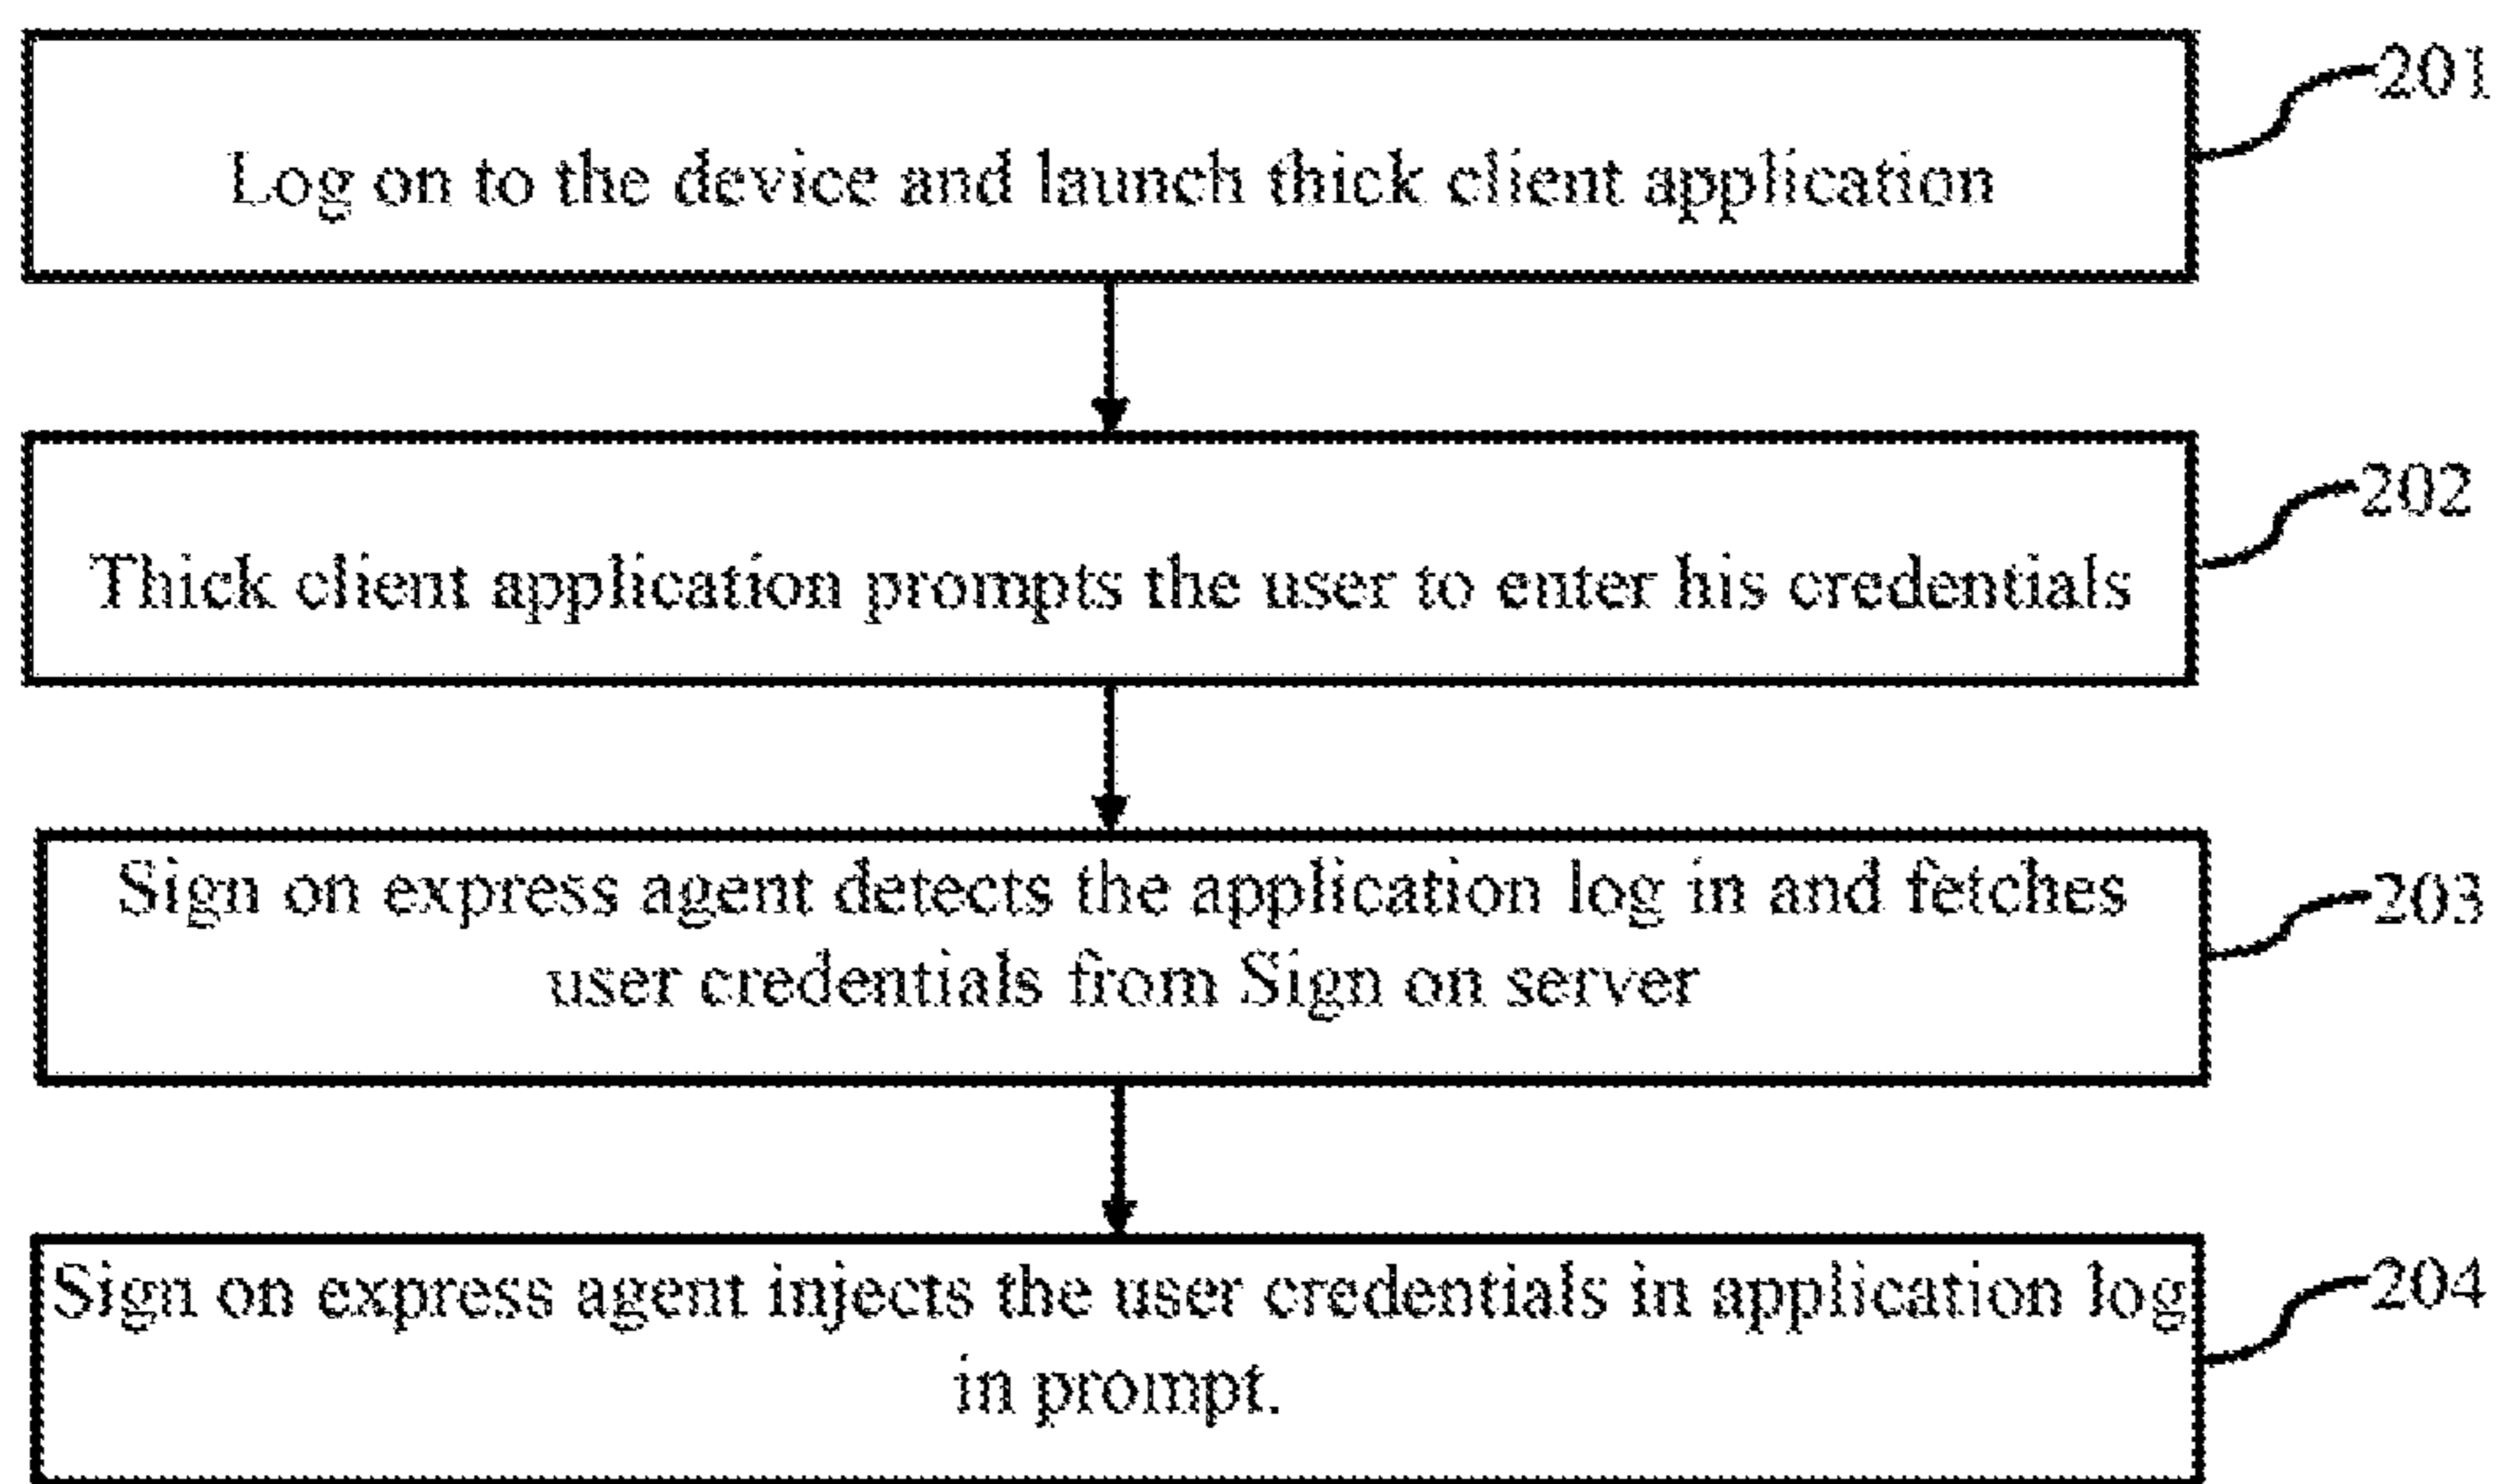 201
Log on to the device and launch thick client application
202
Thick client application prompts the user to enter his credentials
Sign on express agent detects the application log in and fetches
203
user credentials from Sign on server
Sign on express agent injects the user credentials in application log
204
in prompt.